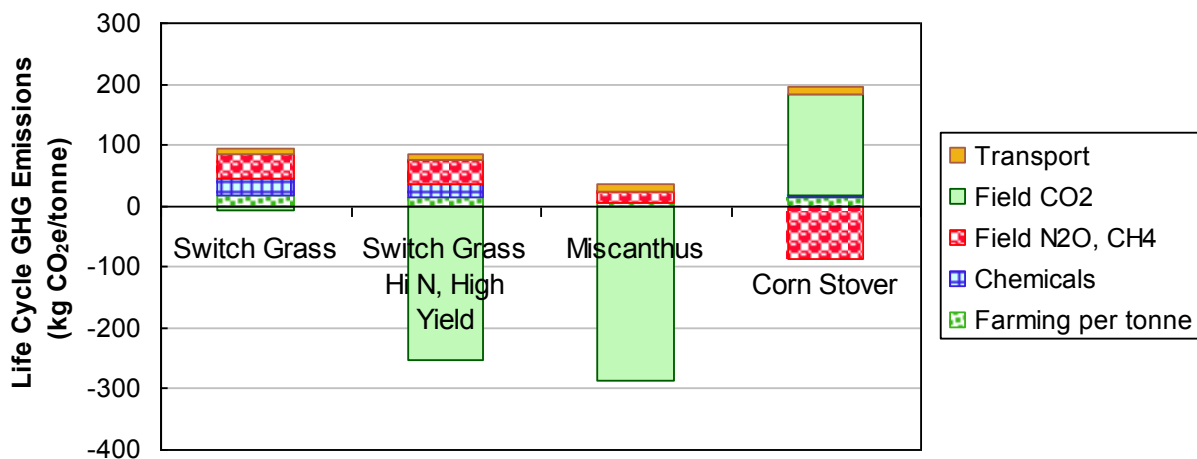 Life Cycle GHG Emissions
(kg CO₂e/tonne)
300
200
100
0
-100
-200
-300
-400
Switch Grass
Switch Grass
Hi N, High
Yield
Miscanthus
Corn Stover
Transport
Field CO2
Field N2O, CH4
Chemicals
Farming per tonne